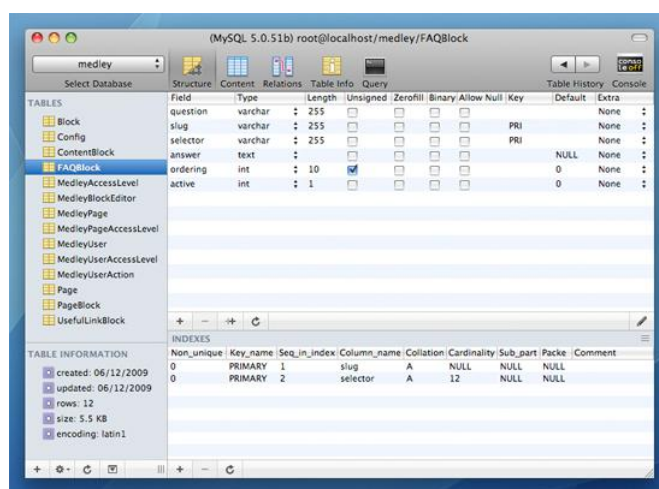 (MySQL 5.0.51b) root@localhost/medley/FAQBlock
medley
Select Database
Structure Content Relations Table Info Query
Table History Console
conso
le off
TABLES
Block
Config
ContentBlock
FAQBlock
MedleyAccessLevel
MedleyBlockEditor
MedleyPage
MedleyPageAccessLevel
MedleyUser
MedleyUserAccessLevel
MedleyUserAction
Page
PageBlock
UsefulLinkBlock
TABLE INFORMATION
created: 06/12/2009
updated: 06/12/2009
rows: 12
size: 5.5 KB
encoding: latin1
Field Type Length Unsigned Zerofill Binary Allow Null Key Default Extra
question varchar 255 None
slug varchar 255 PRI None
selector varchar 255 PRI None
answer text NULL None
ordering int 10 0 None
active int 1 0 None
INDEXES
Non_unique Key_name Seq_in_index Column_name Collation Cardinality Sub_part Packe Comment
0 PRIMARY 1 slug A NULL NULL NULL
0 PRIMARY 2 selector A 12 NULL NULL